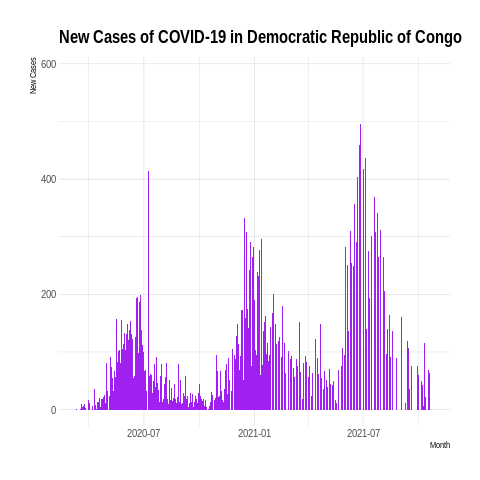 New Cases of COVID-19 in Democratic Republic of Congo
New Cases
600
400
200
0
2020-07
2021-01
2021-07
Month